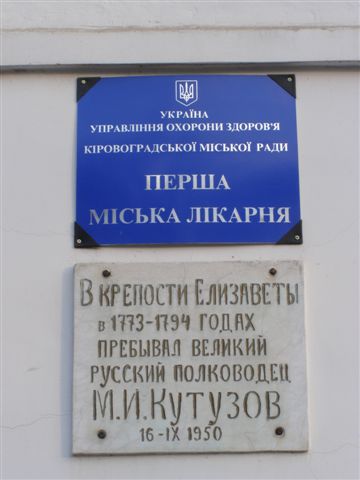 УКРАЇНА
УПРАВЛІННЯ ОХОРОНИ ЗДОРОВ'Я
КІРОВОГРАДСЬКОЇ МІСЬКОЇ РАДИ
ПЕРША
МІСЬКА ЛІКАРНЯ
В КРЕПОСТИ ЕЛИЗАВЕТЫ
в 1773-1794 ГОДАХ
ПРЕБЫВАЛ ВЕЛИКИЙ
РУССКИЙ ПОЛКОВОДЕЦ
М.И.КУТУЗОВ
16-IX 1950